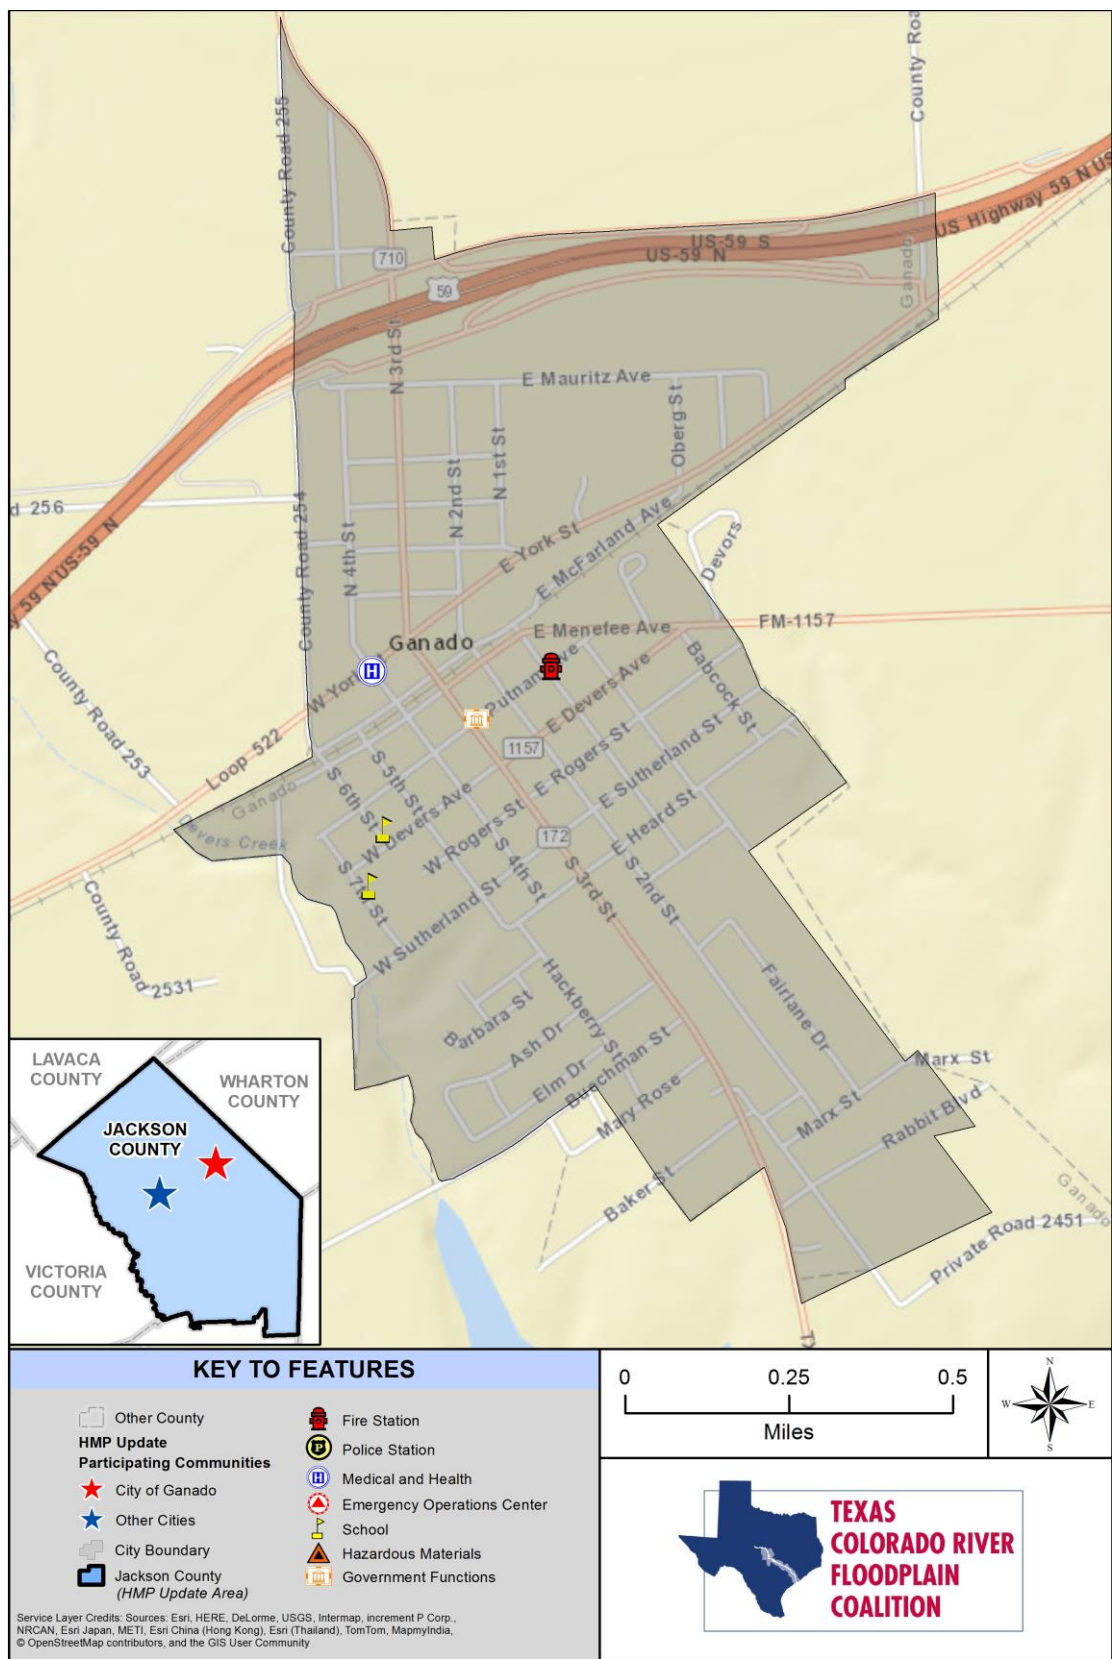 County Road 255
County Roa
US Highway 59 N US
US-59 S
US-59 N
710
59
Ganado
N 3rd St
E Mauritz Ave
Oberg St
N 1st St
N 2nd St
d 256
N 4th St
County Road 254
E York St
E McFarland Ave
Devors
y 59 N US-59 N
FM-1157
E Menefee Ave
Ganado
H
W York
Putnam Ave
E Devers Ave
Babcock St
County Road 253
Loop 522
1157
E Rogers St
E Sutherland St
Ganado
S 5th St
S 6th St
Devers Creek
W Devers Ave
W Rogers St
172
E Heard St
S 4th St
S 3rd St
S 2nd St
S 7th St
W Sutherland St
County Road 2531
Hackberry St
Fairlane Dr
Barbara St
Ash Dr
Elm Dr
Buechman St
Mary Rose
Marx St
Marx St
Rabbit Blvd
Baker St
Ganado
Private Road 2451
TX
LAVACA
COUNTY
WHARTON
COUNTY
JACKSON
COUNTY
VICTORIA
COUNTY
KEY TO FEATURES
Other County
HMP Update
Participating Communities
City of Ganado
Other Cities
City Boundary
Jackson County
(HMP Update Area)
Fire Station
P
Police Station
H
Medical and Health
Emergency Operations Center
School
Hazardous Materials
Government Functions
Service Layer Credits: Sources: Esri, HERE, DeLorme, USGS, Intermap, increment P Corp.,
NRCAN, Esri Japan, METI, Esri China (Hong Kong), Esri (Thailand), TomTom, MapmyIndia,
© OpenStreetMap contributors, and the GIS User Community
0 0.25 0.5
Miles
N
W E
S
TEXAS
COLORADO RIVER
FLOODPLAIN
COALITION